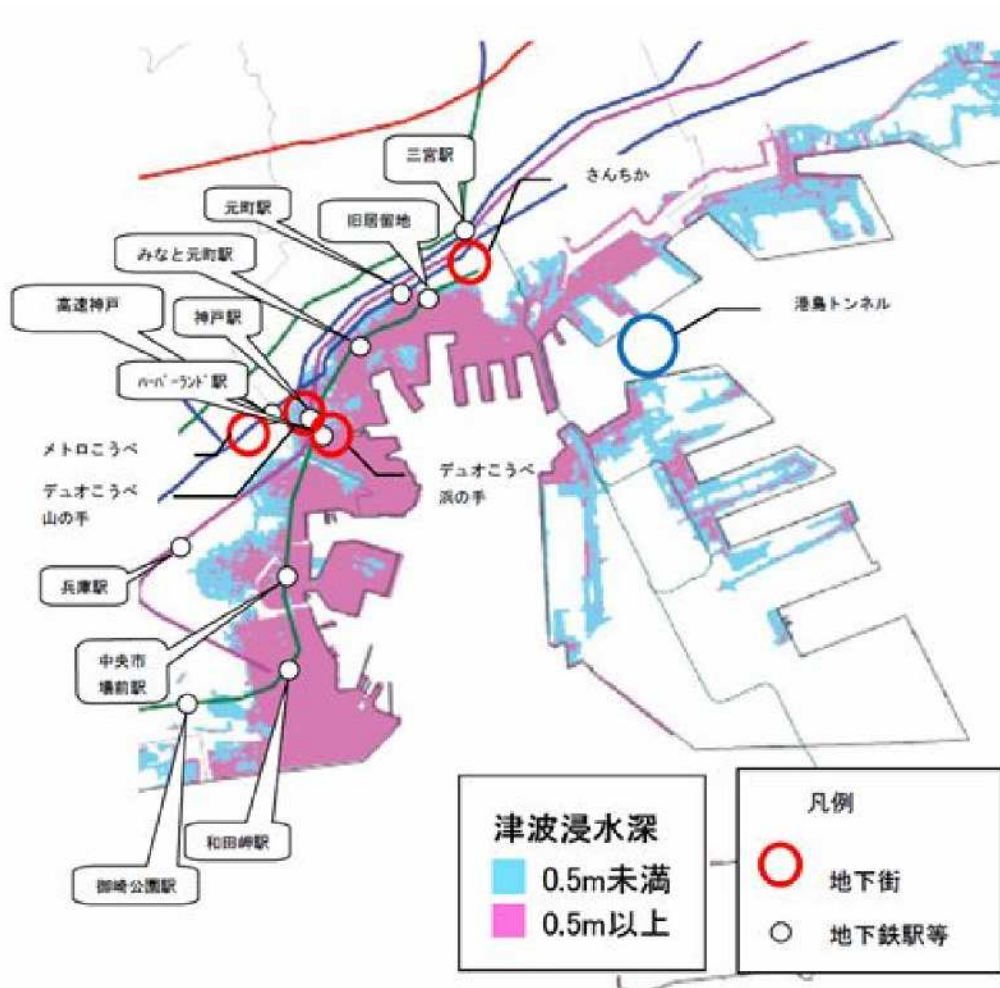 三宮駅
さんちか
元町駅
旧居留地
みなと元町駅
高速神戸
神戸駅
港島トンネル
ﾊｰﾊﾞｰﾗﾝﾄﾞ駅
メトロこうべ
デュオこうべ
山の手
デュオこうべ
浜の手
兵庫駅
中央市
場前駅
和田岬駅
御崎公園駅
津波浸水深
0.5m未満
0.5m以上
凡例
地下街
地下鉄駅等